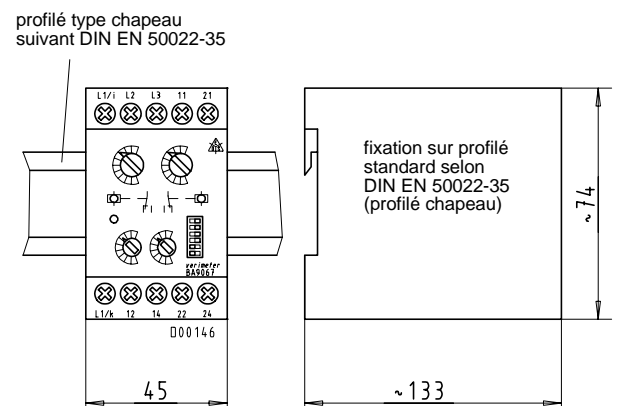 profilé type chapeau
suivant DIN EN 50022-35
L1/i L2 L3 11 21
varimeter
BA9067
L1/k 12 14 22 24
D00146
45
fixation sur profilé
standard selon
DIN EN 50022-35
(profilé chapeau)
~74
~133